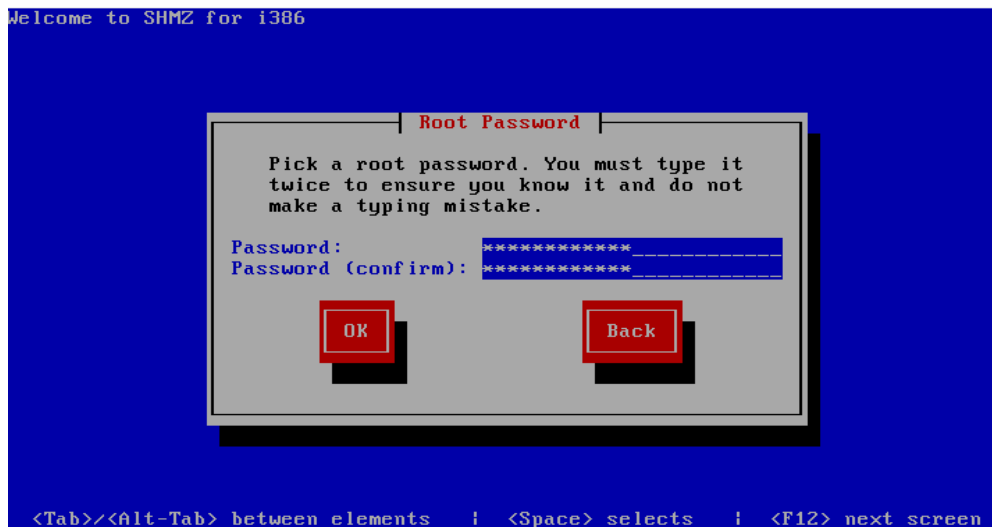 Welcome to SHMZ for i386
Root Password
Pick a root password. You must type it
twice to ensure you know it and do not
make a typing mistake.
Password: ************____________
Password (confirm): ************____________
OK Back
<Tab>/<Alt-Tab> between elements | <Space> selects | <F12> next screen